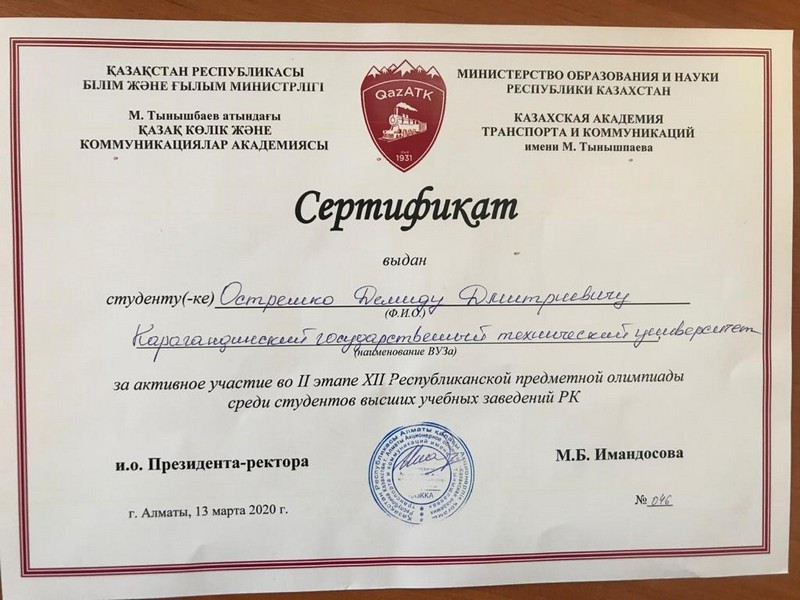 ҚАЗАҚСТАН РЕСПУБЛИКАСЫ
БІЛІМ ЖӘНЕ ҒЫЛЫМ МИНИСТРЛІГІ
М. Тынышбаев атындағы
ҚАЗАҚ КӨЛІК ЖӘНЕ
КОММУНИКАЦИЯЛАР АКАДЕМИЯСЫ
QazATK
1931
МИНИСТЕРСТВО ОБРАЗОВАНИЯ И НАУКИ
РЕСПУБЛИКИ КАЗАХСТАН
КАЗАХСКАЯ АКАДЕМИЯ
ТРАНСПОРТА И КОММУНИКАЦИЙ
имени М. Тынышпаева
Сертификат
выдан
студенту(-ке) Острешко Демиду Дмитриевичу
(Ф.И.О.)
Карагандинский государственный технический университет
(наименование ВУЗа)
за активное участие во II этапе XII Республиканской предметной олимпиады
среди студентов высших учебных заведений РК
и.о. Президента-ректора
М.Б. Имандосова
г. Алматы, 13 марта 2020 г.
№ 046